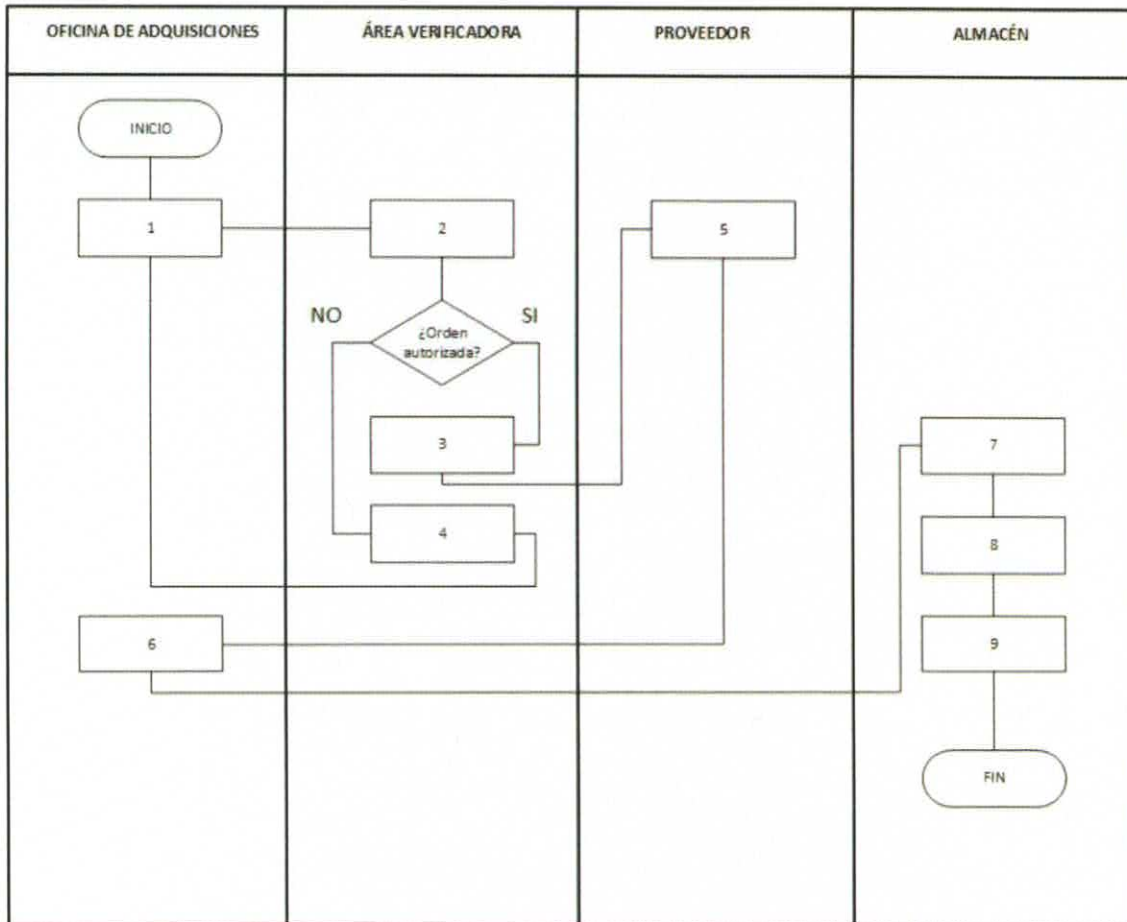 OFICINA DE ADQUISICIONES
ÁREA VERIFICADORA
PROVEEDOR
ALMACÉN
INICIO
1
2
5
NO
SI
¿Orden
autorizada?
3
7
4
8
6
9
FIN